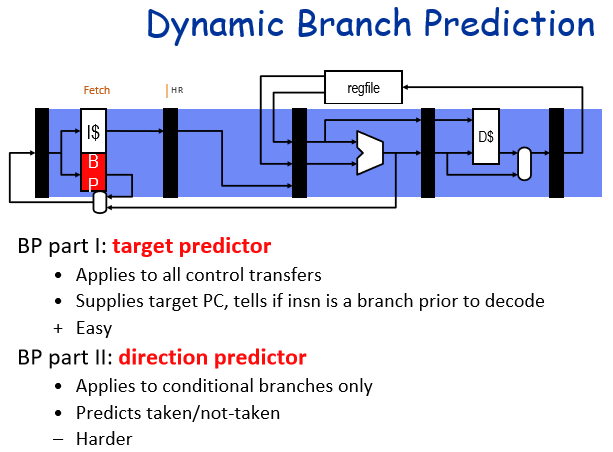 Dynamic Branch Prediction
Fetch
HR
regfile
I$
D$
B
P
BP part I: target predictor
• Applies to all control transfers
• Supplies target PC, tells if insn is a branch prior to decode
+ Easy
BP part II: direction predictor
• Applies to conditional branches only
• Predicts taken/not-taken
– Harder